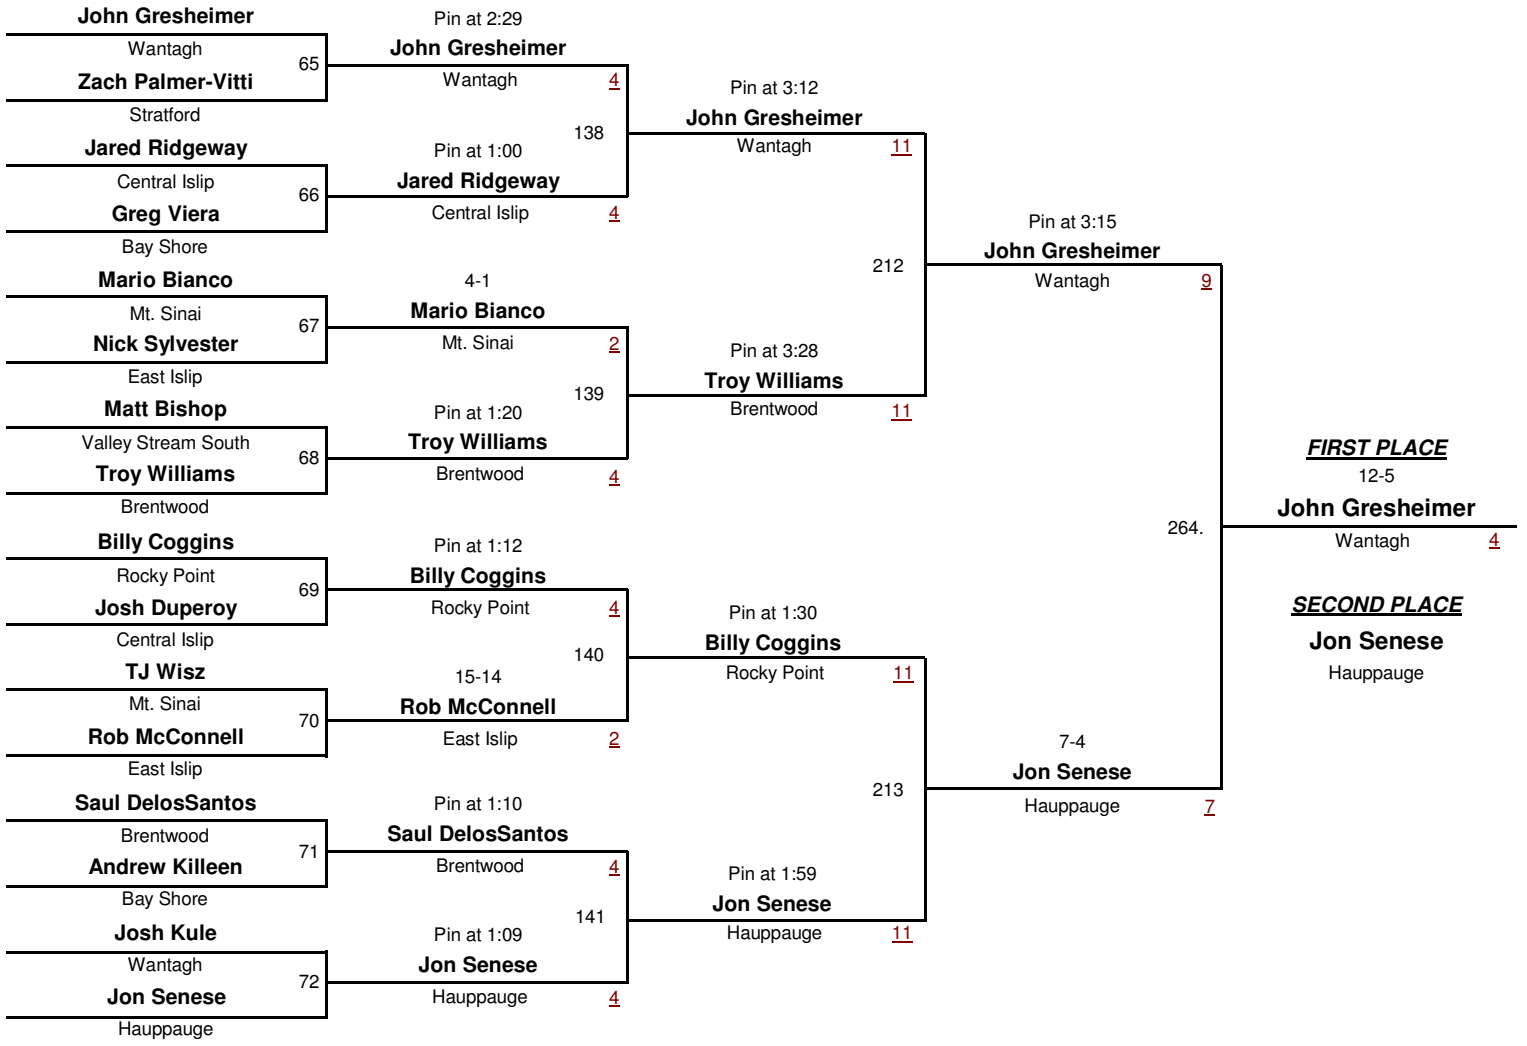 John Gresheimer
Wantagh
65
Zach Palmer-Vitti
Stratford
Jared Ridgeway
Central Islip
66
Greg Viera
Bay Shore
Mario Bianco
Mt. Sinai
67
Nick Sylvester
East Islip
Matt Bishop
Valley Stream South
68
Troy Williams
Brentwood
Billy Coggins
Rocky Point
69
Josh Duperoy
Central Islip
TJ Wisz
Mt. Sinai
70
Rob McConnell
East Islip
Saul DelosSantos
Brentwood
71
Andrew Killeen
Bay Shore
Josh Kule
Wantagh
72
Jon Senese
Hauppauge
Pin at 2:29
John Gresheimer
Wantagh 4
138
Pin at 1:00
Jared Ridgeway
Central Islip 4
4-1
Mario Bianco
Mt. Sinai 2
139
Pin at 1:20
Troy Williams
Brentwood 4
Pin at 1:12
Billy Coggins
Rocky Point 4
140
15-14
Rob McConnell
East Islip 2
Pin at 1:10
Saul DelosSantos
Brentwood 4
141
Pin at 1:09
Jon Senese
Hauppauge 4
Pin at 3:12
John Gresheimer
Wantagh 11
212
Pin at 3:28
Troy Williams
Brentwood 11
Pin at 1:30
Billy Coggins
Rocky Point 11
213
Pin at 1:59
Jon Senese
Hauppauge 11
Pin at 3:15
John Gresheimer
Wantagh 9
264.
7-4
Jon Senese
Hauppauge 7
FIRST PLACE
12-5
John Gresheimer
Wantagh 4
SECOND PLACE
Jon Senese
Hauppauge